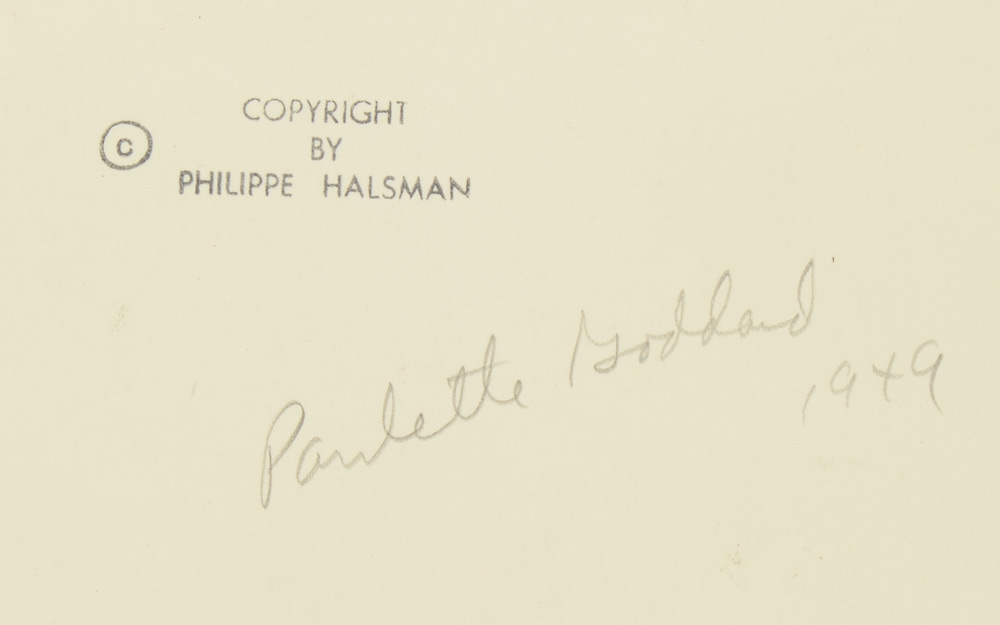 COPYRIGHT
© BY
PHILIPPE HALSMAN
Paulette Goddard
1949